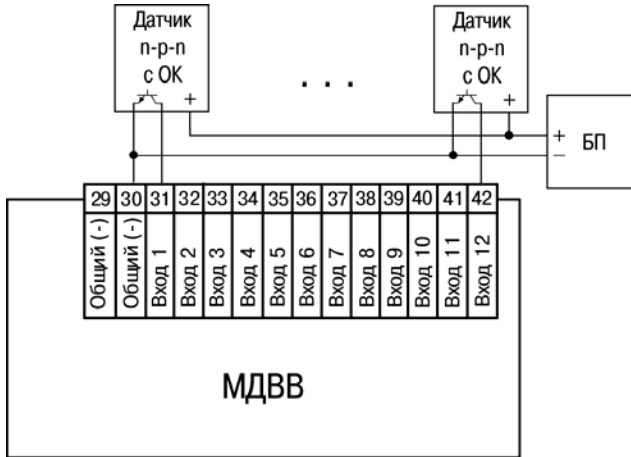 Датчик
n-p-n
с ОК
+
. . .
Датчик
n-p-n
с ОК
+
+
−
БП
29 30 31 32 33 34 35 36 37 38 39 40 41 42
Общий (-)
Общий (-)
Вход 1
Вход 2
Вход 3
Вход 4
Вход 5
Вход 6
Вход 7
Вход 8
Вход 9
Вход 10
Вход 11
Вход 12
МДВВ